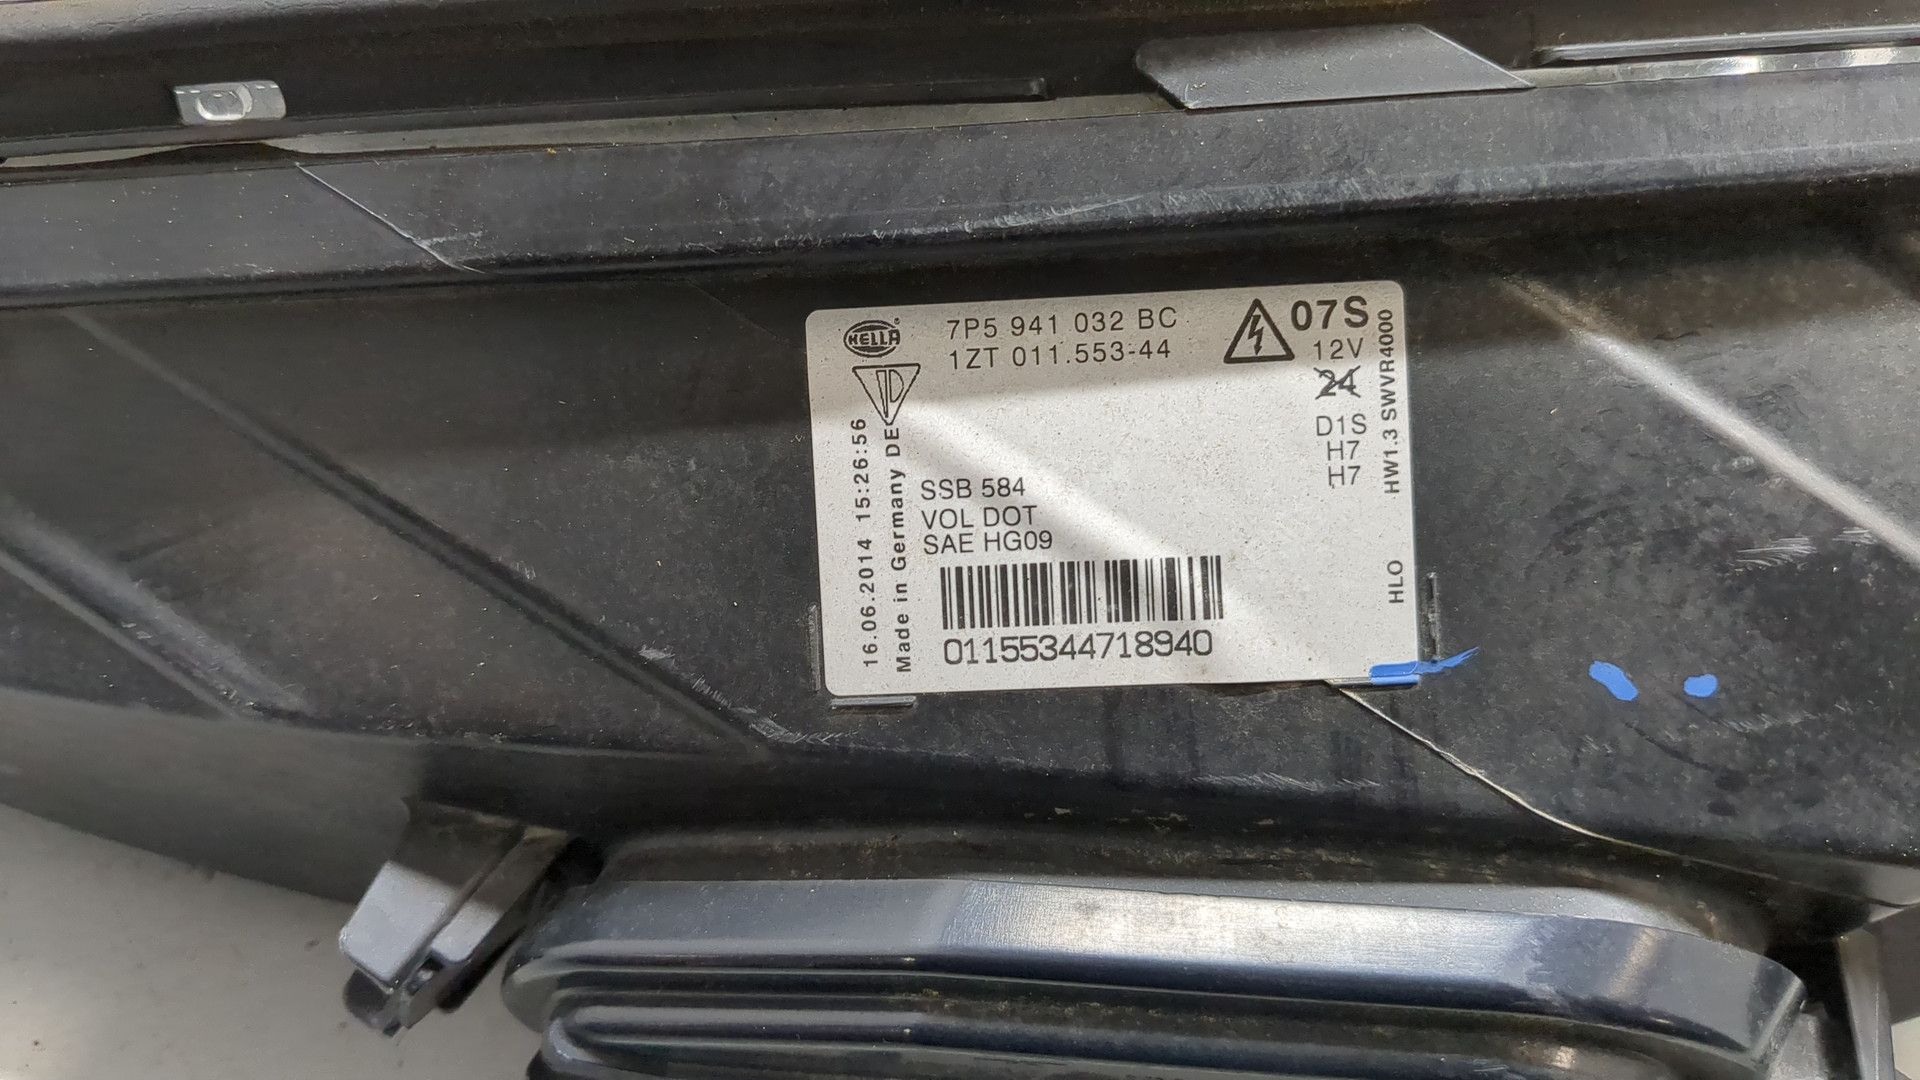 HELLA
7P5 941 032 BC
1ZT 011.553-44
07S
12V
24
D1S
H7
H7
HW1.3 SWVR4000
HLO
16.06.2014 15:26:56
Made in Germany DE
SSB 584
VOL DOT
SAE HG09
01155344718940